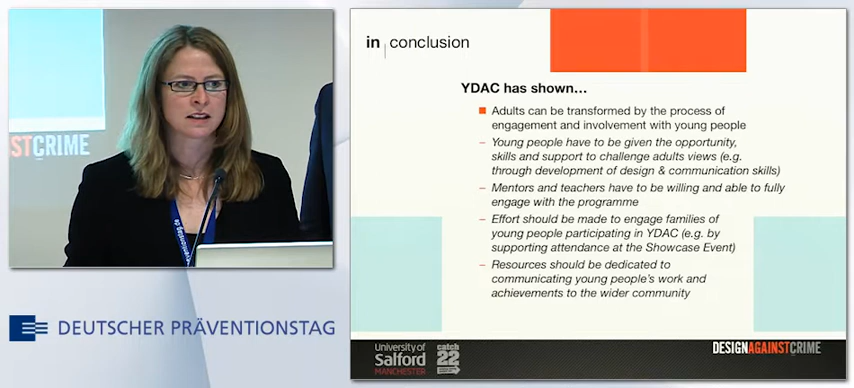 STCRIME
DEUTSCHER PRÄVENTIONSTAG
in conclusion
YDAC has shown...
Adults can be transformed by the process of
engagement and involvement with young people
– Young people have to be given the opportunity,
skills and support to challenge adults views (e.g.
through development of design & communication skills)
– Mentors and teachers have to be willing and able to fully
engage with the programme
– Effort should be made to engage families of
young people participating in YDAC (e.g. by
supporting attendance at the Showcase Event)
– Resources should be dedicated to
communicating young people's work and
achievements to the wider community
University of
Salford
MANCHESTER
catch
22
DESIGNAGAINSTCRIME